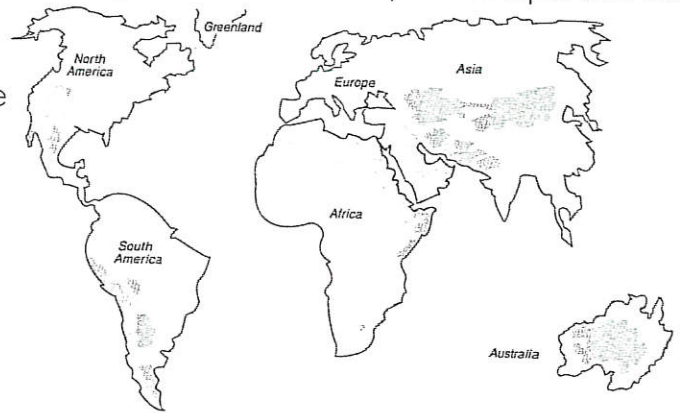 Greenland
North
America
Europe
Asia
Africa
South
America
Australia